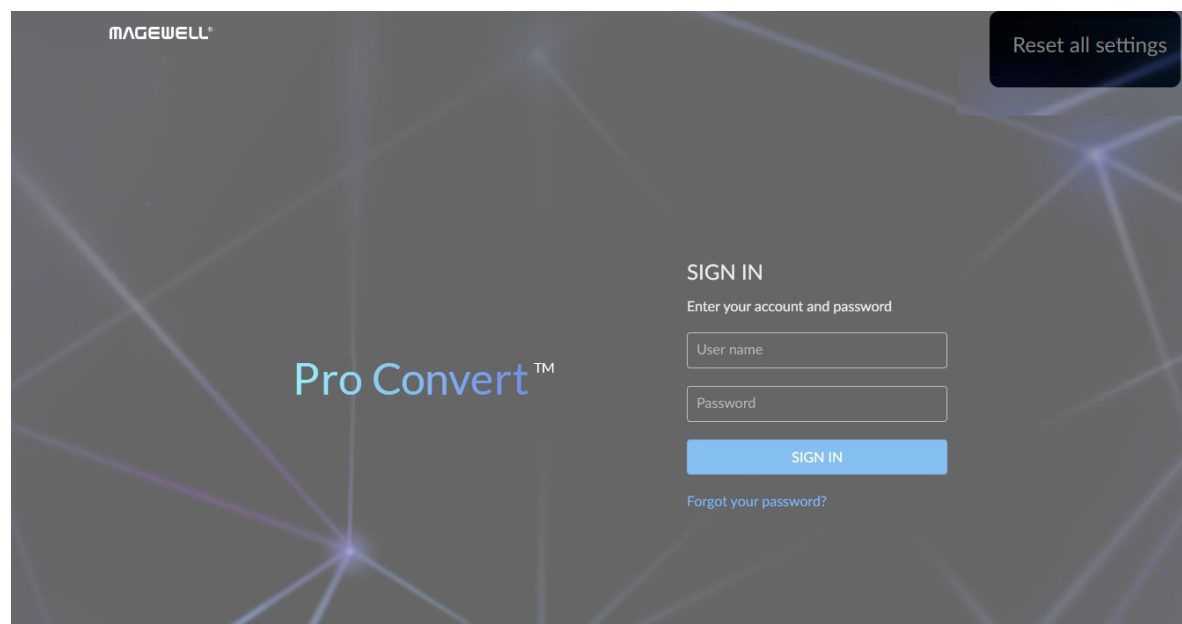 MAGEWELL®
Reset all settings
SIGN IN
Enter your account and password
User name
Pro Convert™
Password
SIGN IN
Forgot your password?